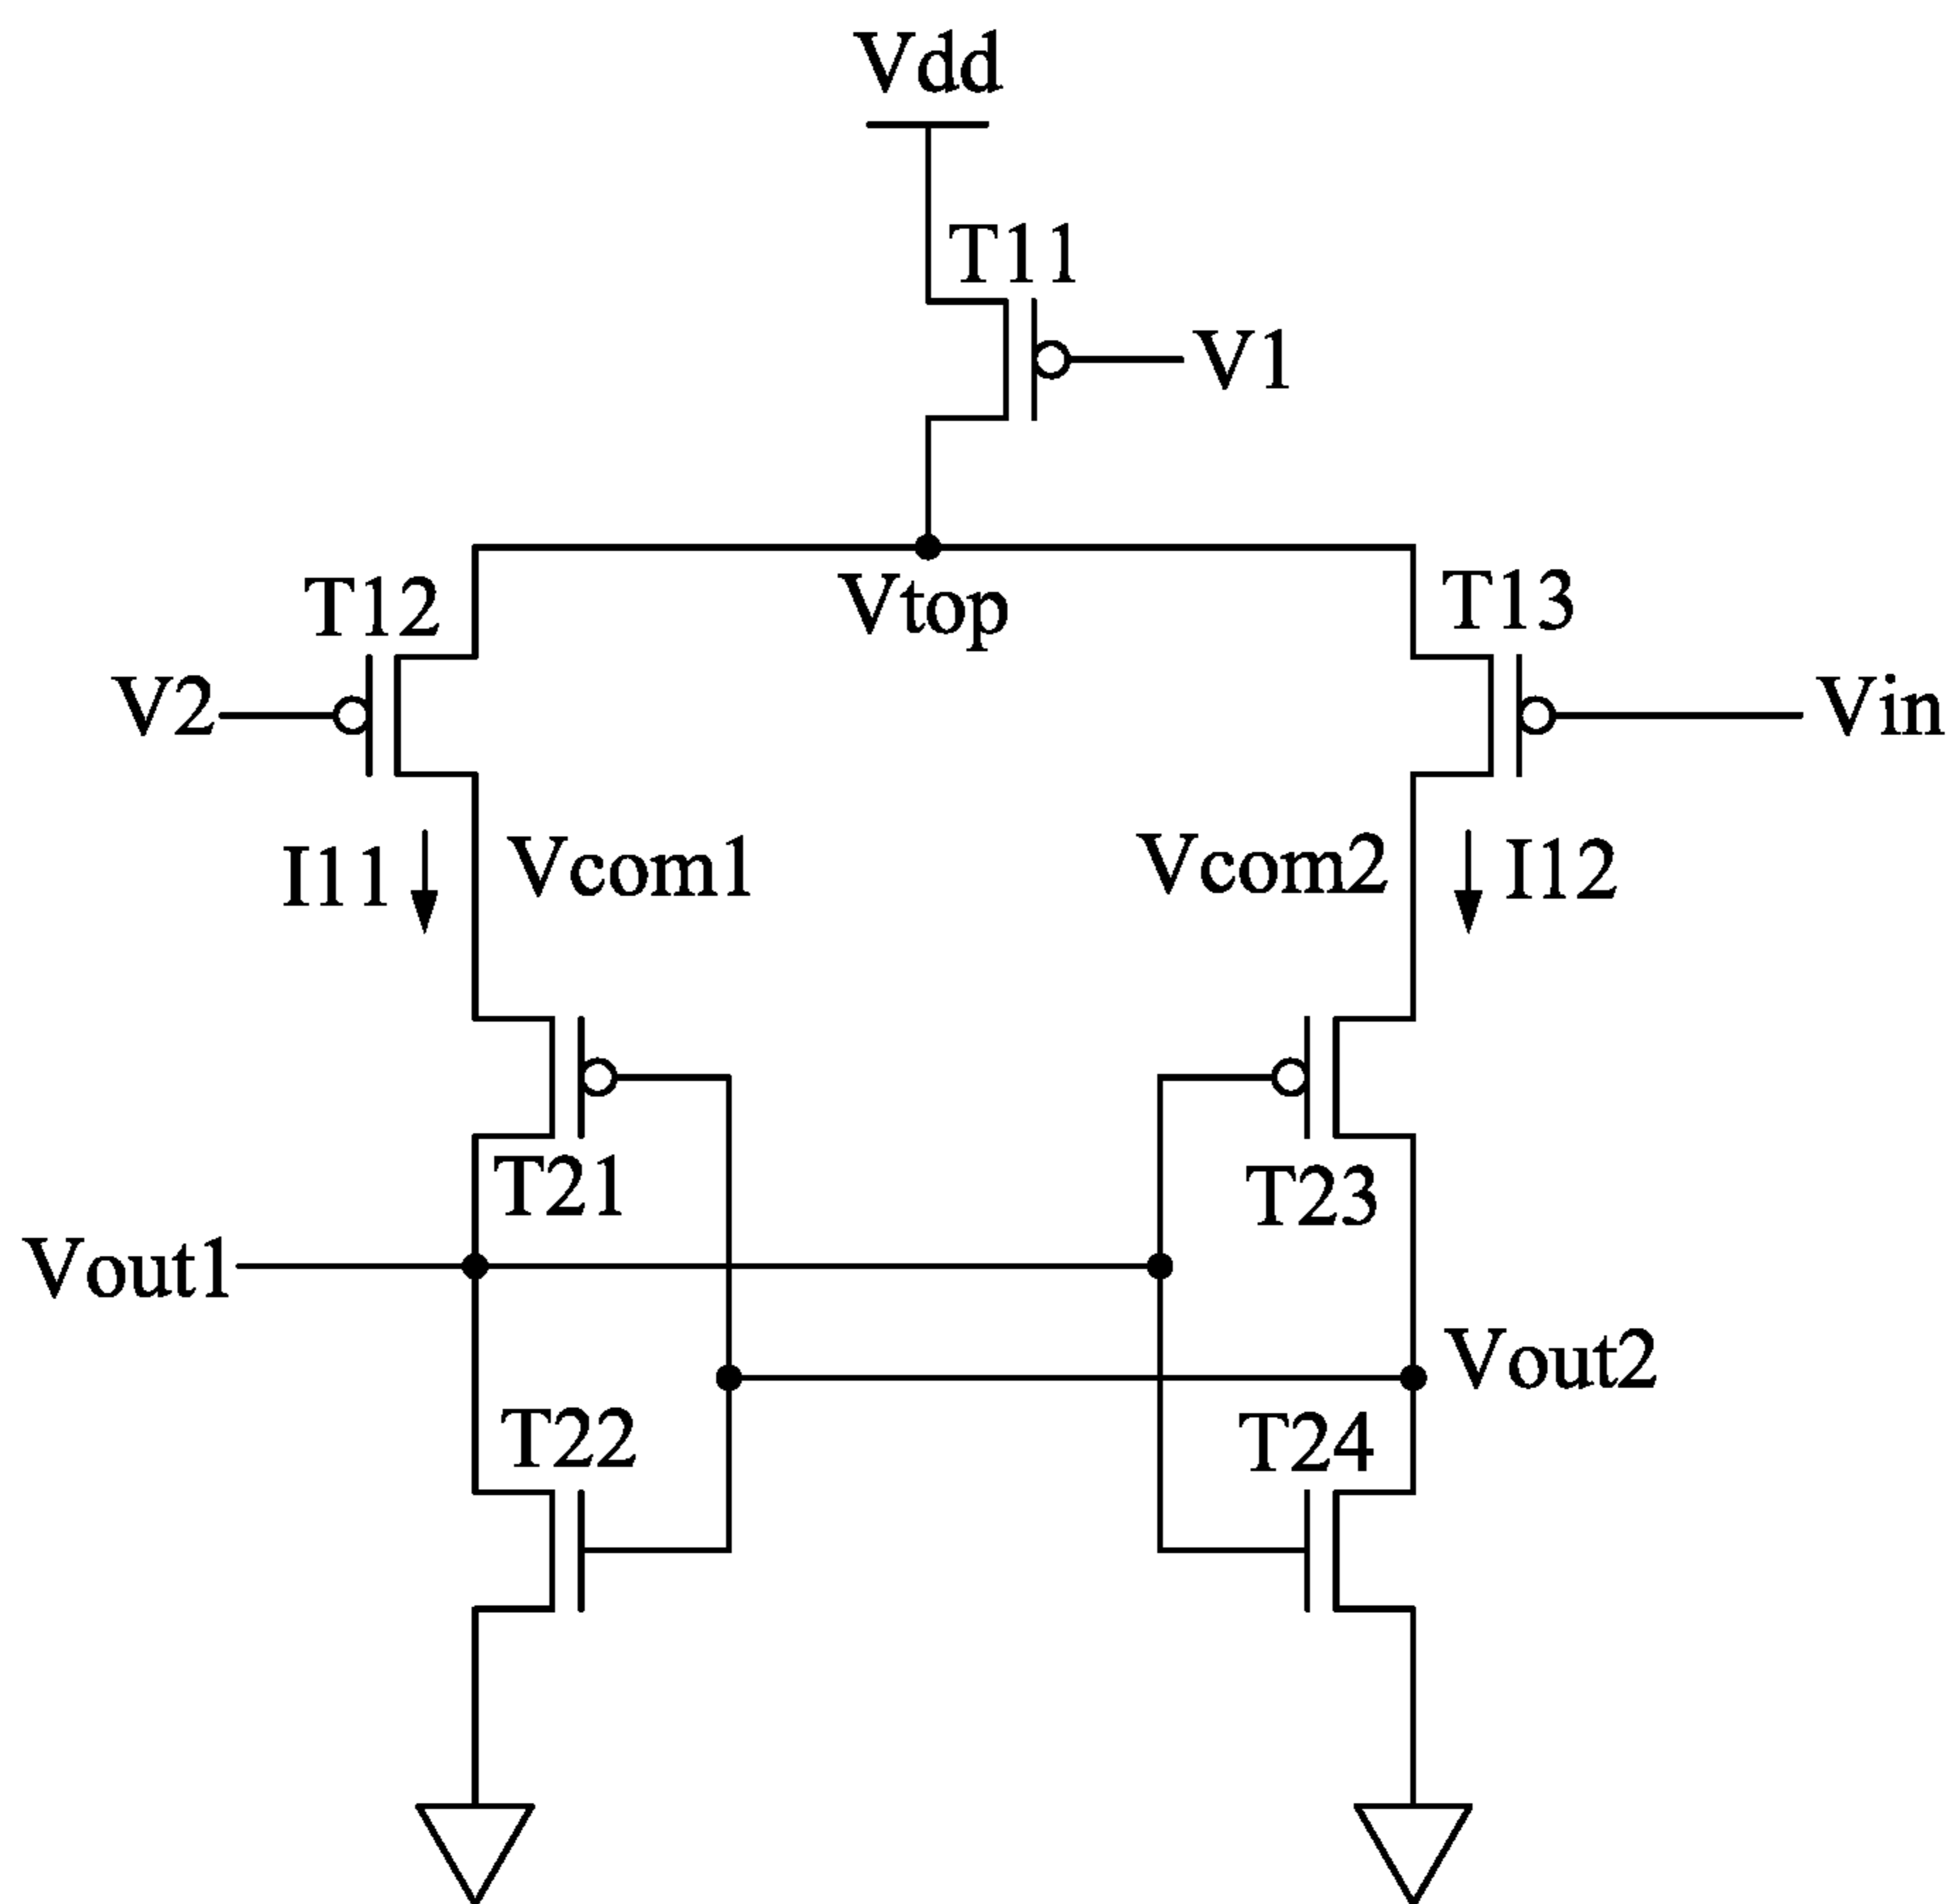 Vdd
T11
V1
T12
Vtop
T13
V2
Vin
I11
Vcom1
Vcom2
I12
T21
T23
Vout1
Vout2
T22
T24